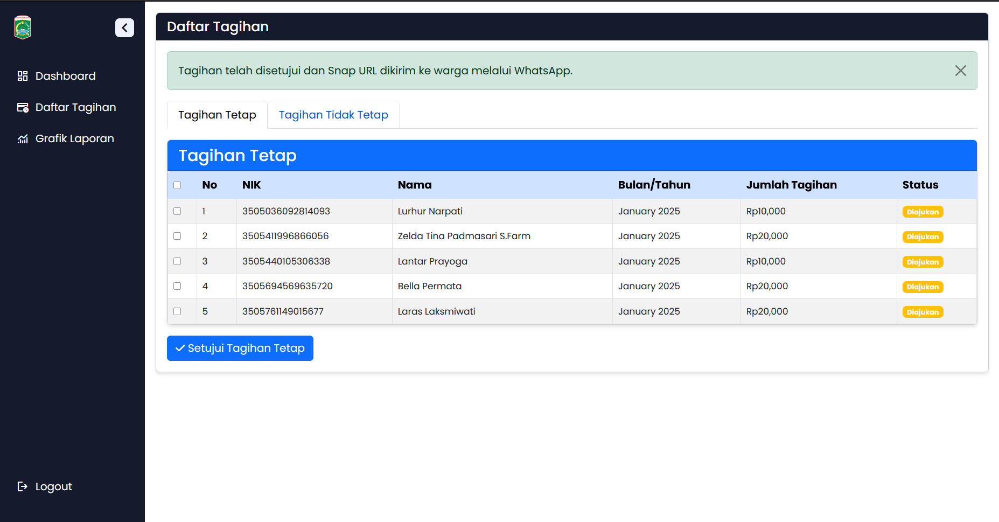 Dashboard
Daftar Tagihan
Grafik Laporan
Logout
Daftar Tagihan
Tagihan telah disetujui dan Snap URL dikirim ke warga melalui WhatsApp.
Tagihan Tetap Tagihan Tidak Tetap
Tagihan Tetap
No NIK Nama Bulan/Tahun Jumlah Tagihan Status
1 3505036092814093 Lurhur Narpati January 2025 Rp10,000 Diajukan
2 3505411996866056 Zelda Tina Padmasari S.Farm January 2025 Rp20,000 Diajukan
3 3505440105306338 Lantar Prayoga January 2025 Rp10,000 Diajukan
4 3505694569635720 Bella Permata January 2025 Rp20,000 Diajukan
5 3505761149015677 Laras Laksmiwati January 2025 Rp20,000 Diajukan
Setujui Tagihan Tetap